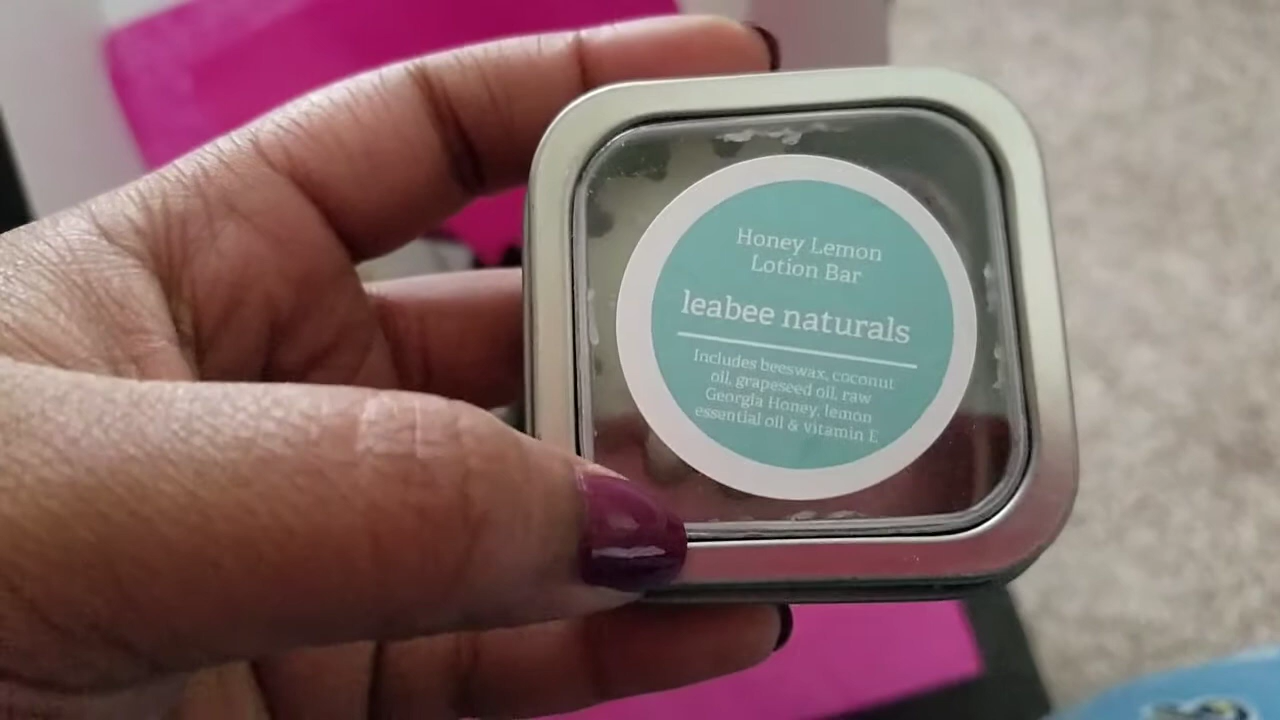 Honey Lemon
Lotion Bar
leabee naturals
Includes beeswax, coconut
oil, grapeseed oil, raw
Georgia Honey, lemon
essential oil & vitamin E